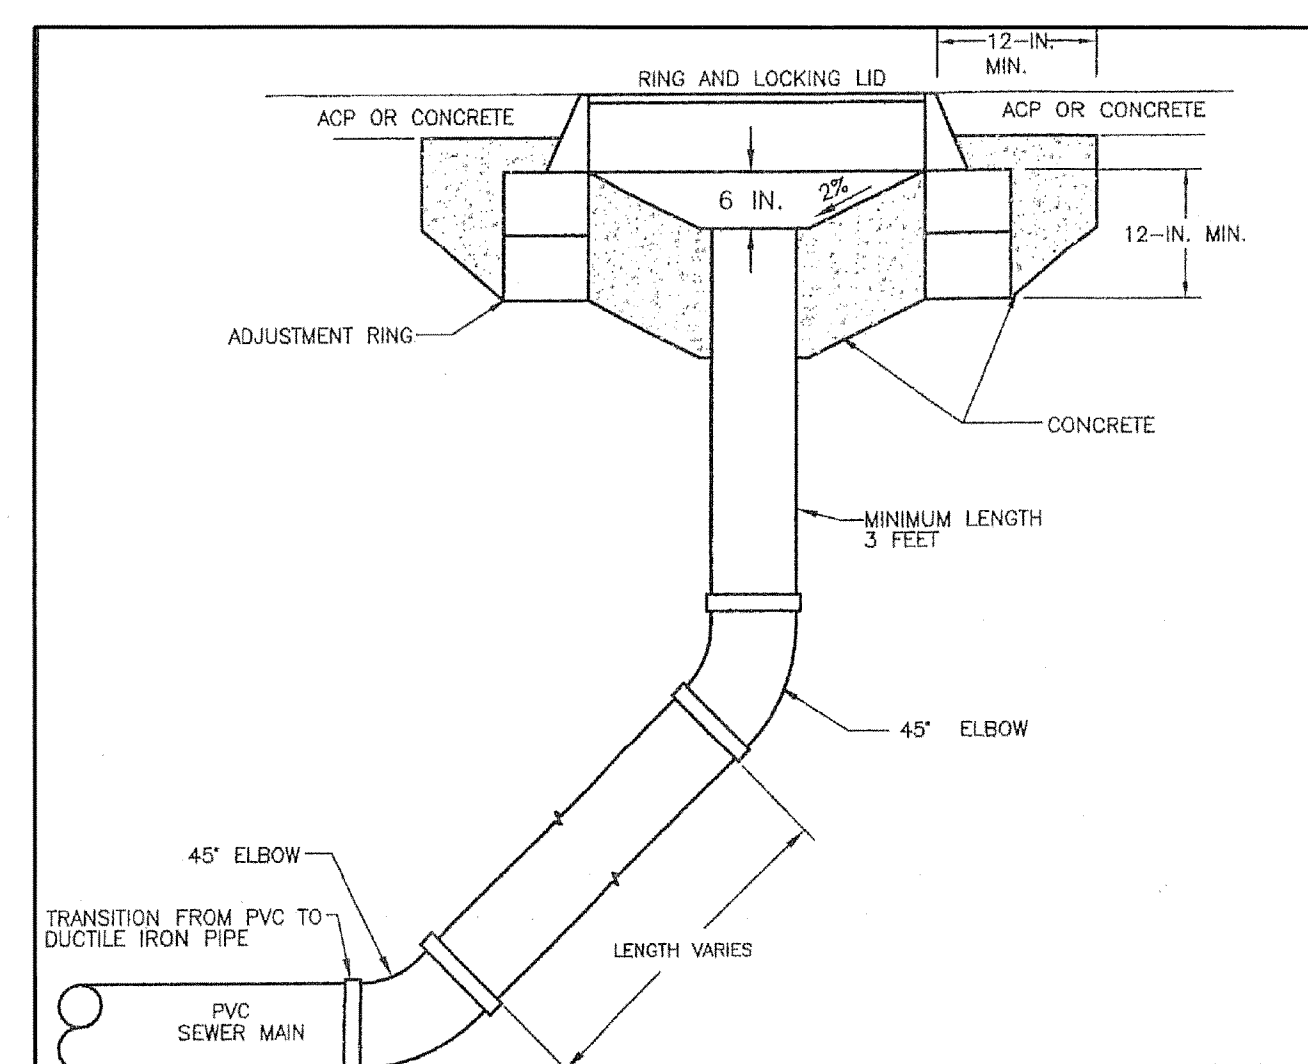 12-IN.
MIN.
RING AND LOCKING LID
ACP OR CONCRETE
ACP OR CONCRETE
6 IN.
2%
12-IN. MIN.
ADJUSTMENT RING
CONCRETE
MINIMUM LENGTH
3 FEET
45° ELBOW
45° ELBOW
TRANSITION FROM PVC TO
DUCTILE IRON PIPE
LENGTH VARIES
PVC
SEWER MAIN